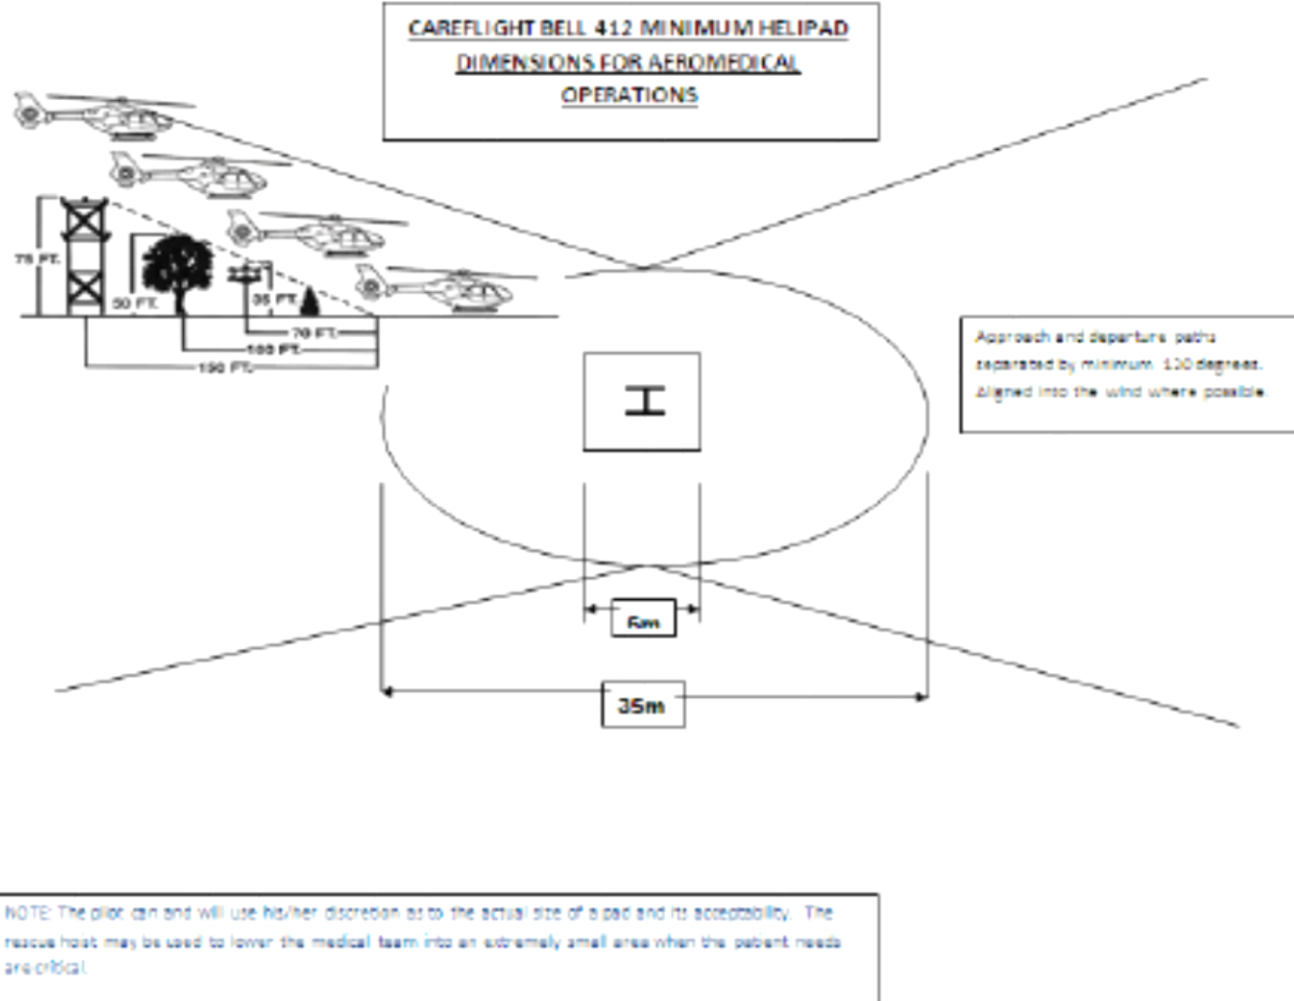 CAREFLIGHT BELL 412 MINIMUM HELIPAD
DIMENSIONS FOR AEROMEDICAL
OPERATIONS
75 FT.
50 FT.
35 FT.
70 FT.
100 FT.
150 FT.
H
Approach and departure paths
separated by minimum 120 degrees.
Aligned into the wind where possible.
6m
35m
NOTE: The pilot can and will use his/her discretion as to the actual size of a pad and its acceptability. The
rescue hoist may be used to lower the medical team into an extremely small area when the patient needs
are critical